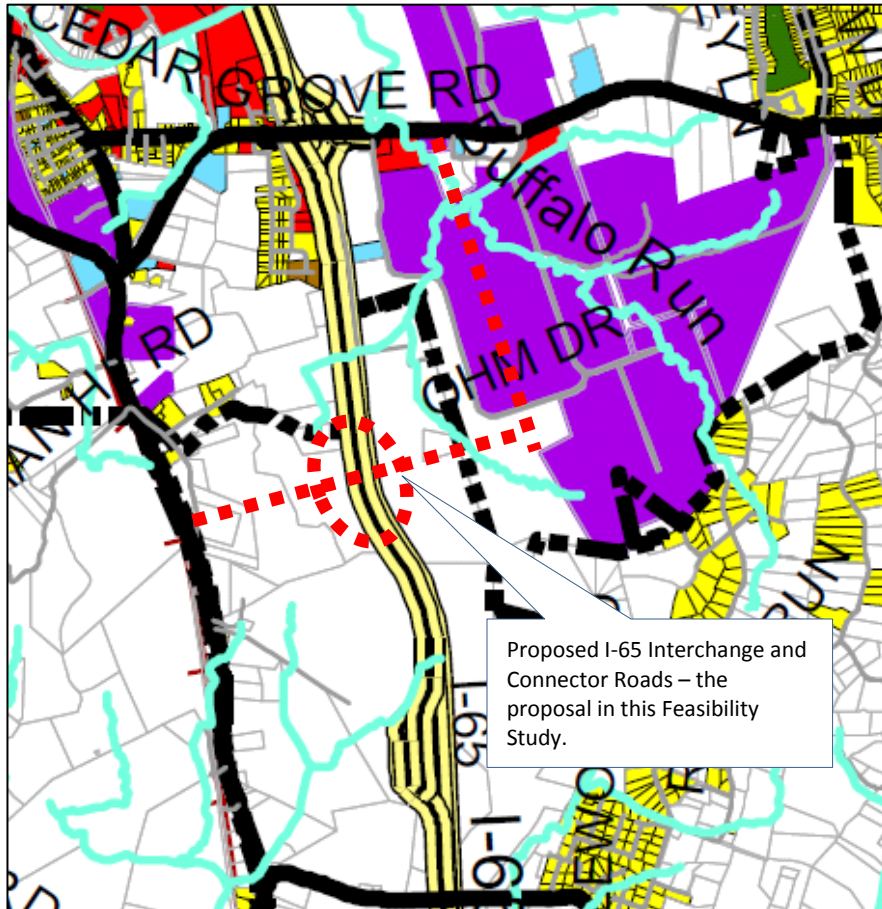 CEDAR GROVE RD
Buffalo Run
OHM DR
RD
RUN
I-65
Proposed I-65 Interchange and
Connector Roads – the
proposal in this Feasibility
Study.
I-6